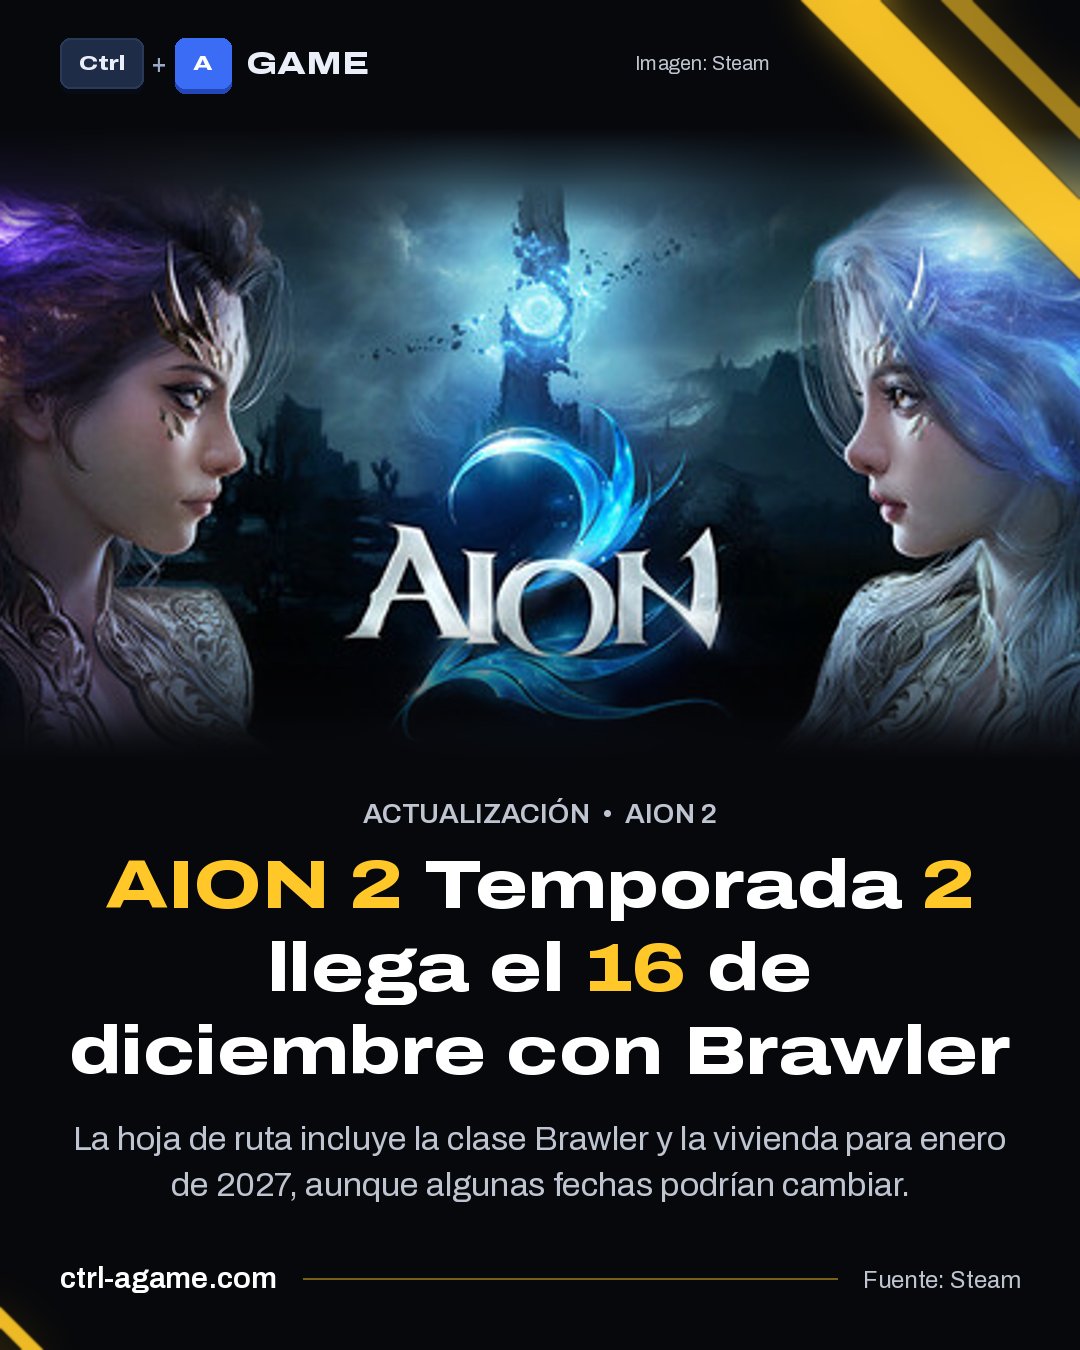 Ctrl + A GAME
Imagen: Steam
AION 2
ACTUALIZACIÓN • AION 2
AION 2 Temporada 2
llega el 16 de
diciembre con Brawler
La hoja de ruta incluye la clase Brawler y la vivienda para enero
de 2027, aunque algunas fechas podrían cambiar.
ctrl-agame.com
Fuente: Steam